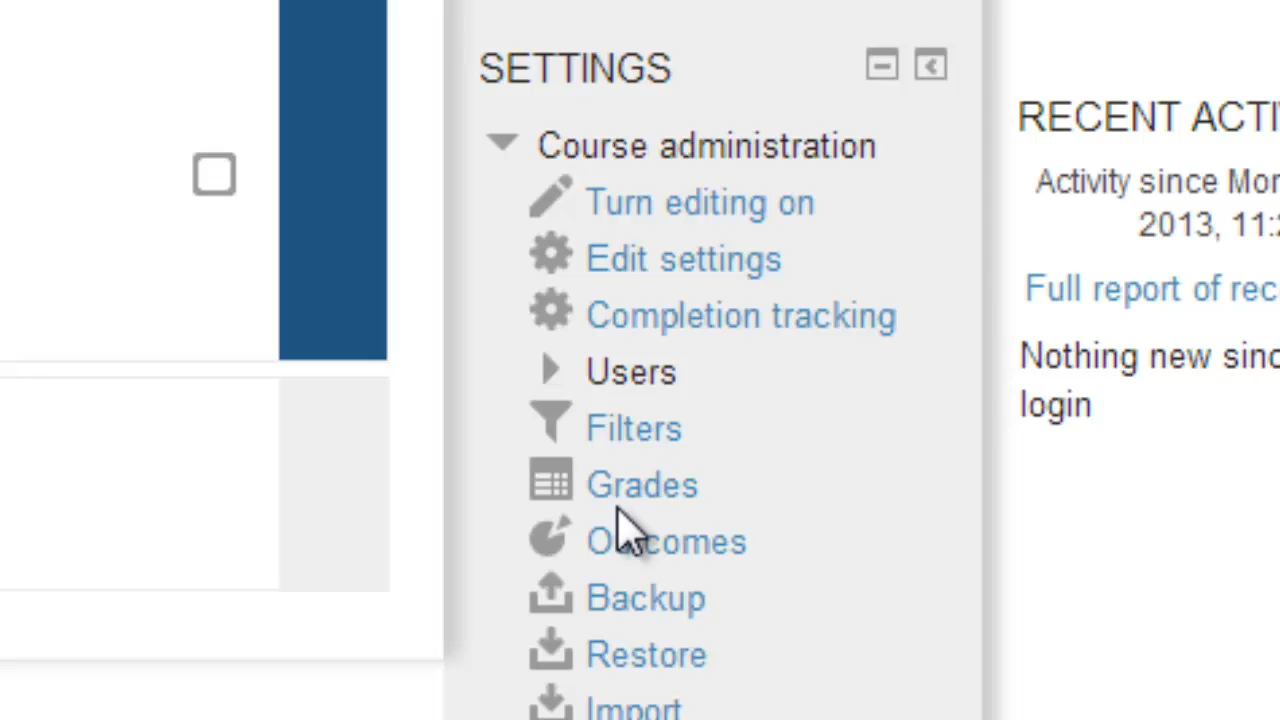 SETTINGS
Course administration
Turn editing on
Edit settings
Completion tracking
Users
Filters
Grades
Outcomes
Backup
Restore
Import
RECENT ACTI
Activity since Mon
2013, 11:2
Full report of rec
Nothing new sinc
login